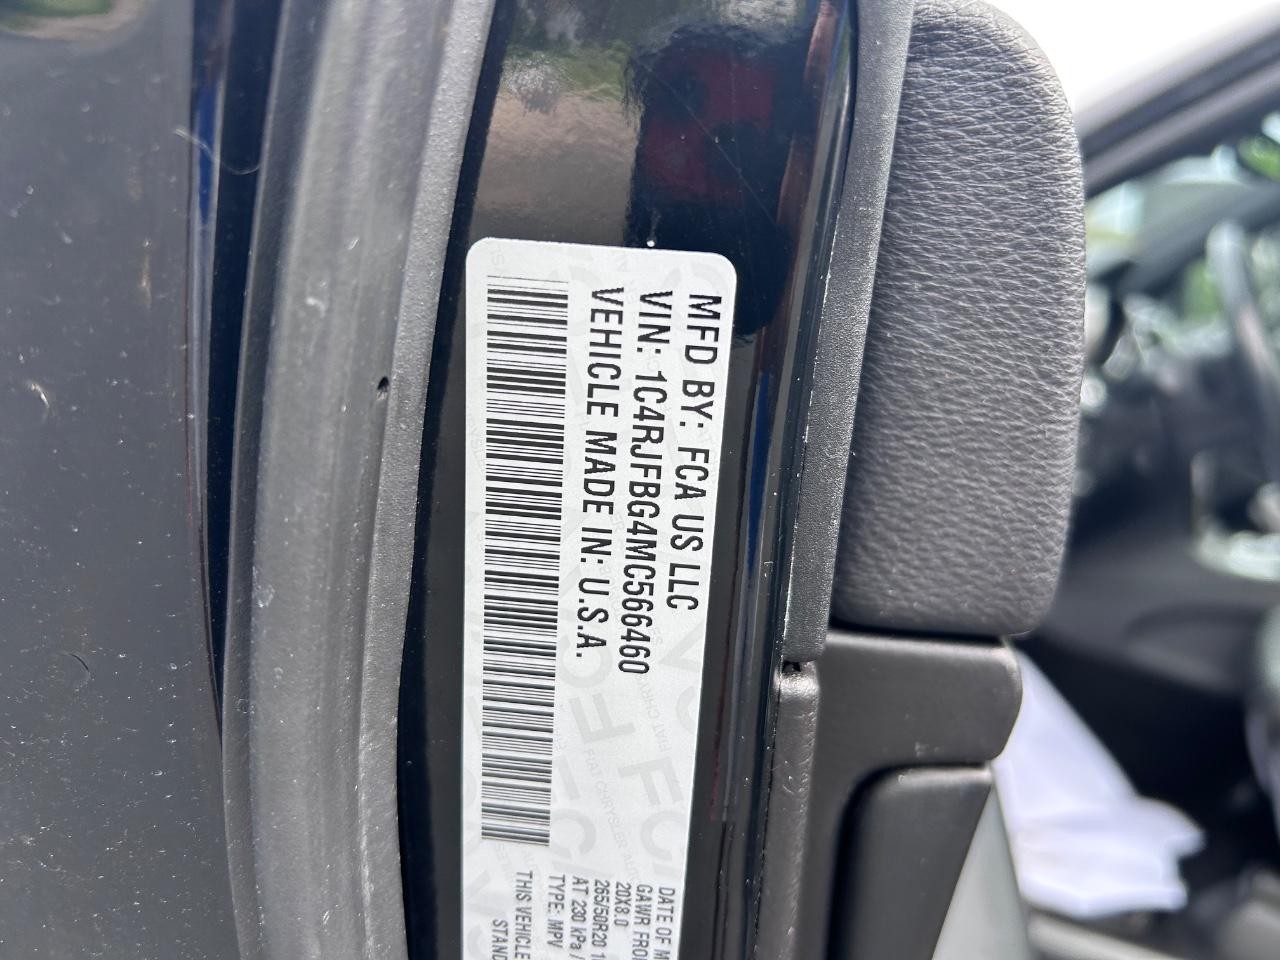 MFD BY: FCA US LLC
VIN: 1C4RJFBG4MC566460
VEHICLE MADE IN: U.S.A.
DATE OF M
GAWR FRO
20X8.0
265/50R20 1
AT 230 kPa /
TYPE: MPV
THIS VEHICLE
STAND